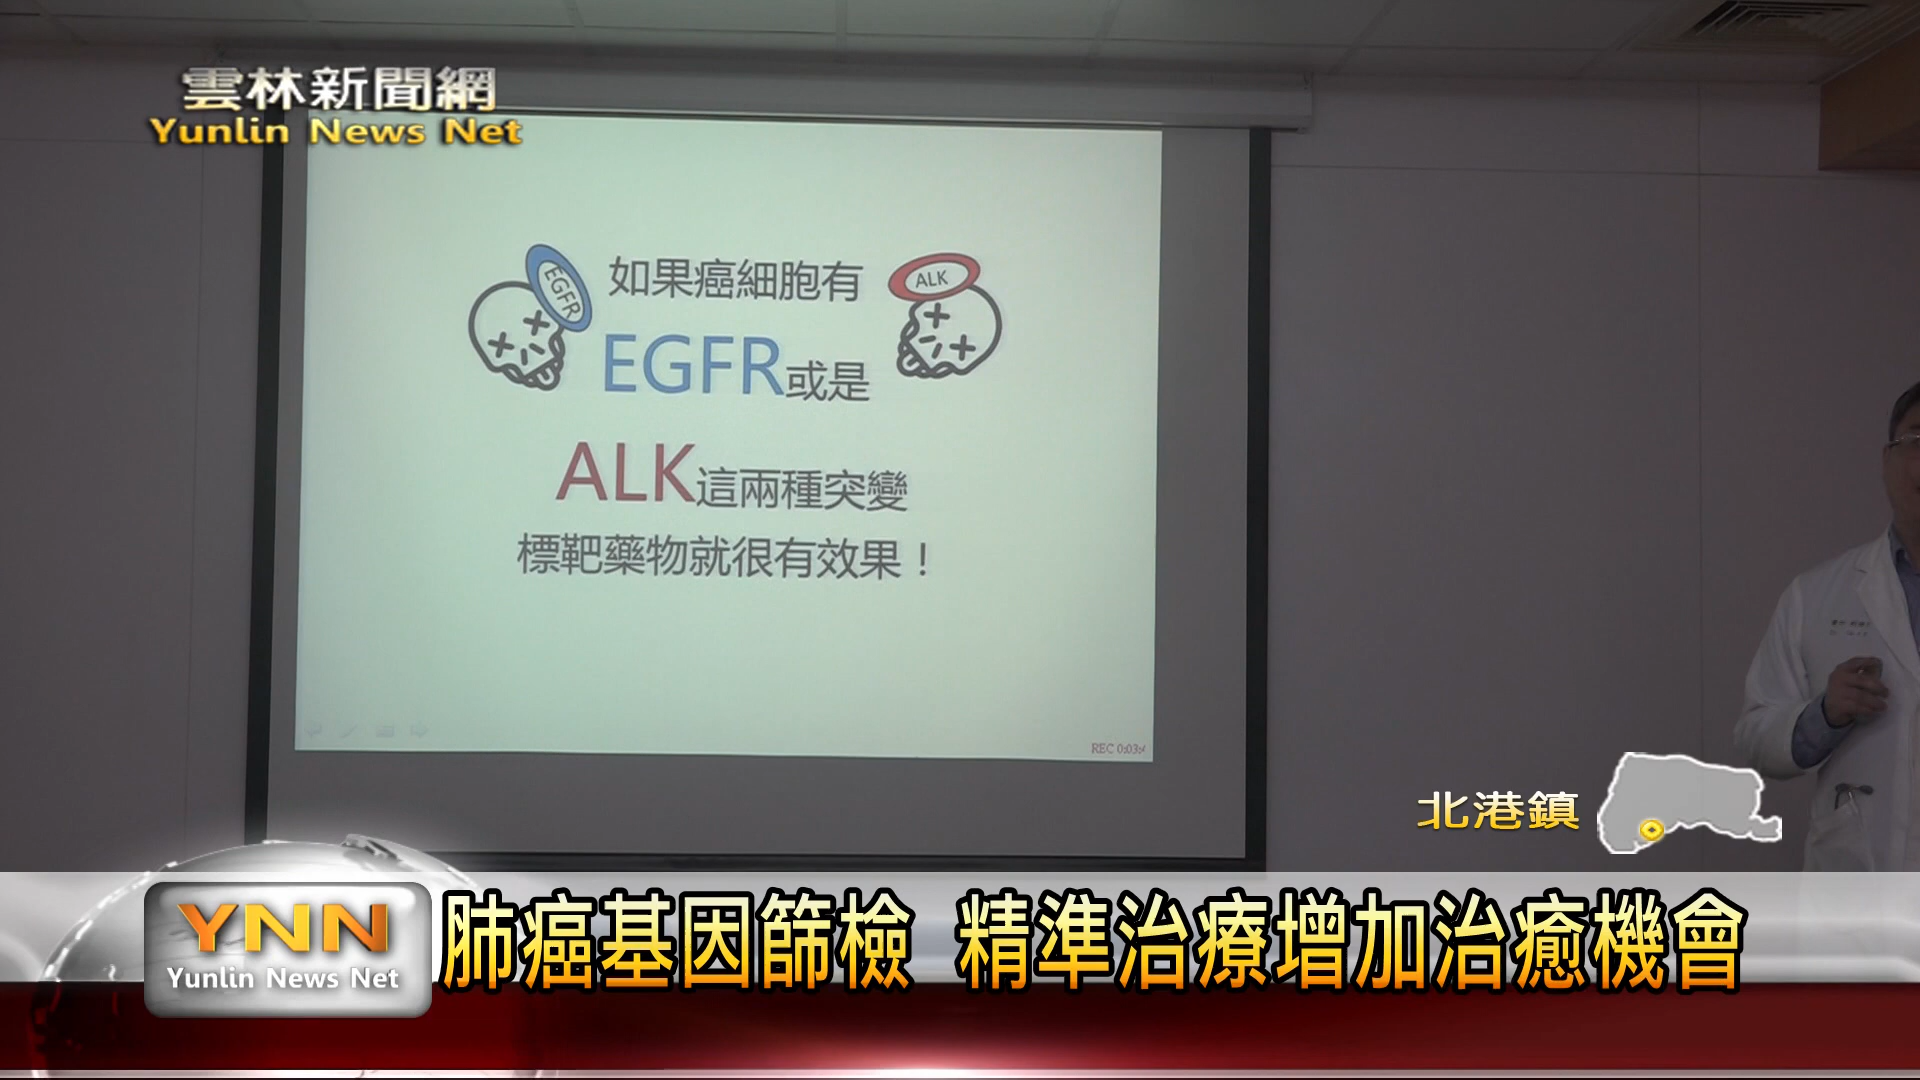 雲林新聞網
Yunlin News Net
EGFR
如果癌細胞有
ALK
EGFR或是
ALK這兩種突變
標靶藥物就很有效果！
REC 0:03:
北港鎮
YNN
Yunlin News Net
肺癌基因篩檢 精準治療增加治癒機會